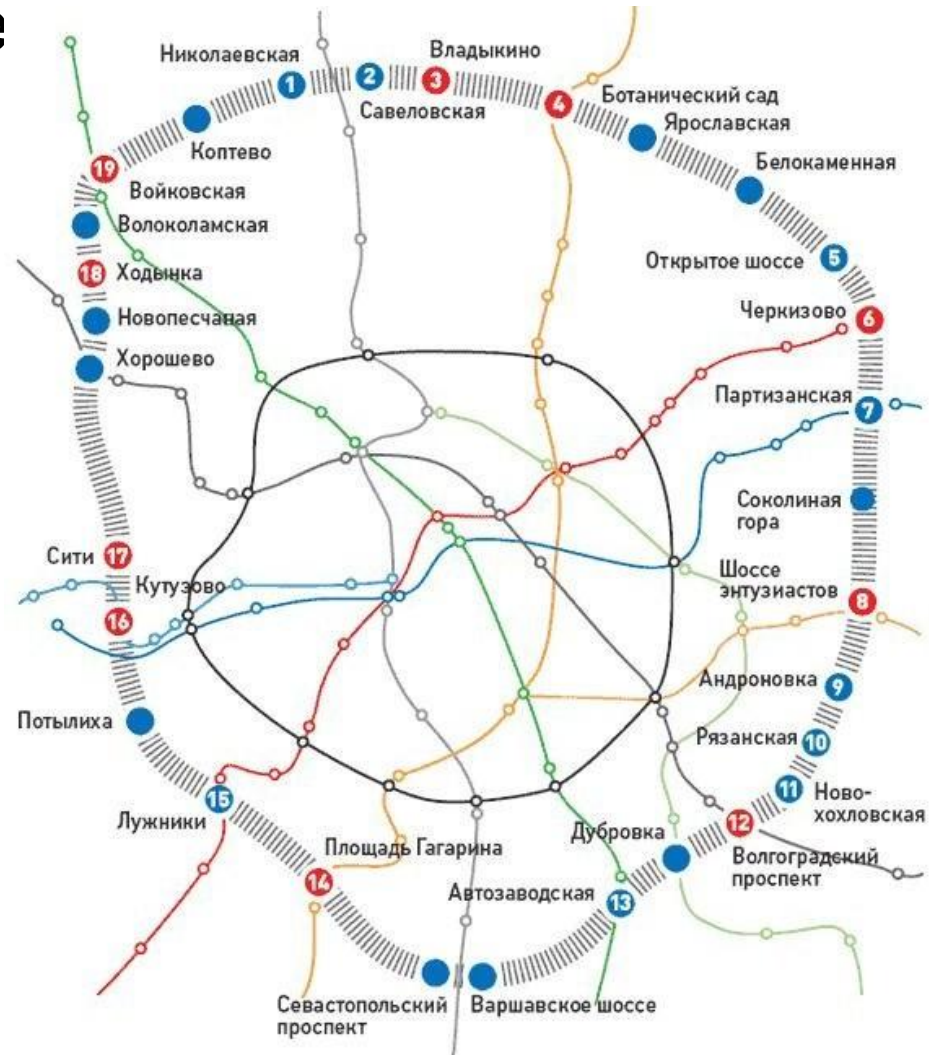 е
Николаевская
1
2
Савеловская
3
Владыкино
4
Ботанический сад
Ярославская
Белокаменная
Коптево
19
Войковская
Волоколамская
18
Ходынка
Новопесчаная
Хорошево
Открытое шоссе
5
Черкизово
6
Партизанская
7
Соколиная
гора
Шоссе
энтузиастов
8
Сити
17
Кутузово
16
Андроновка
9
Рязанская
10
11
Ново-
хохловская
12
Волгоградский
проспект
Потылиха
15
Лужники
Дубровка
Площадь Гагарина
14
Автозаводская
13
Севастопольский
проспект
Варшавское шоссе